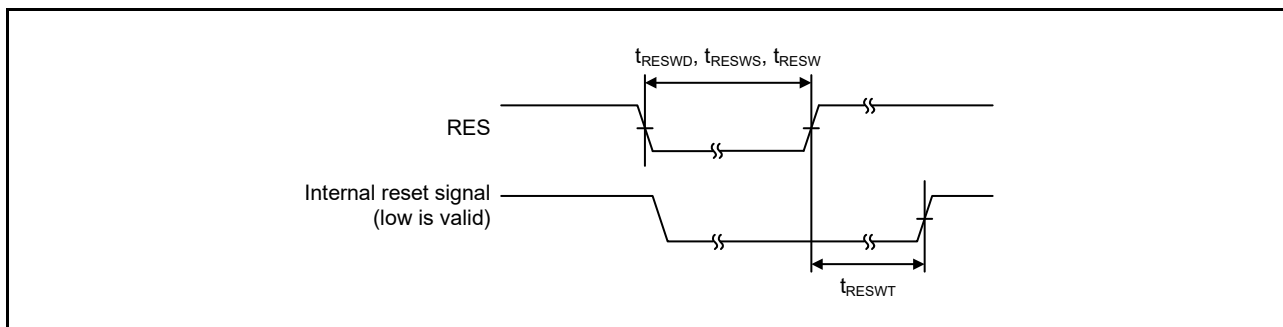 tRESWD, tRESWS, tRESW
RES
Internal reset signal
(low is valid)
tRESWT